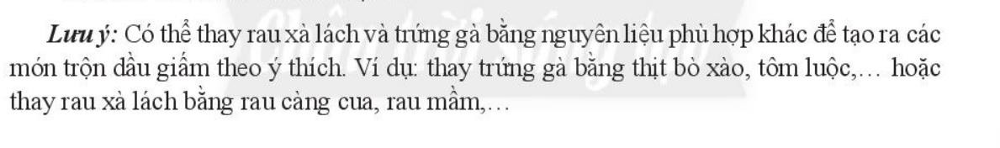 Lưu ý: Có thể thay rau xà lách và trứng gà bằng nguyên liệu phù hợp khác để tạo ra các
món trộn dầu giấm theo ý thích. Ví dụ: thay trứng gà bằng thịt bò xào, tôm luộc,... hoặc
thay rau xà lách bằng rau càng cua, rau mầm,...